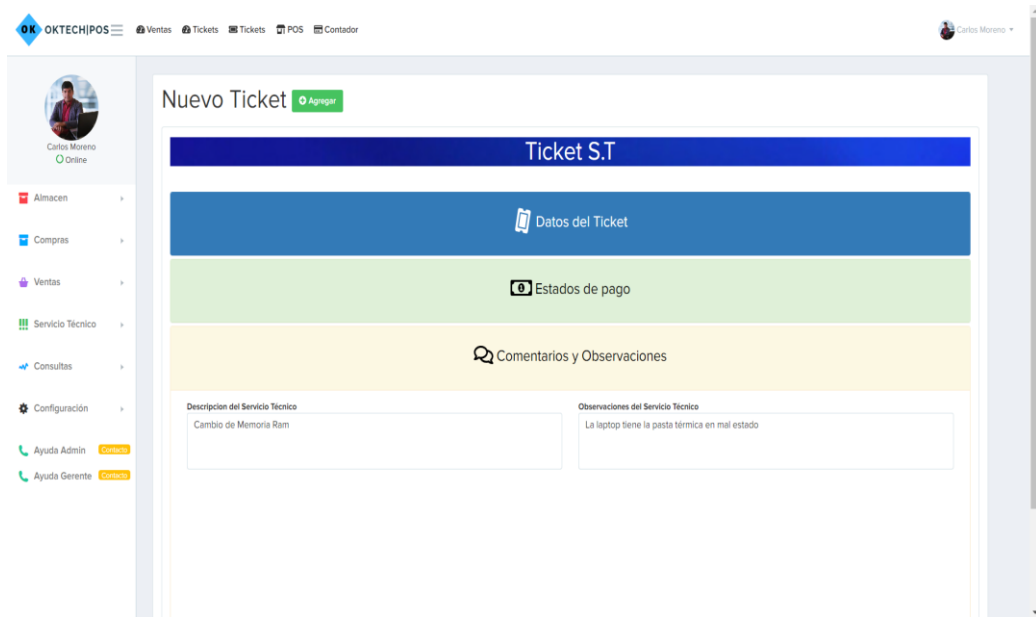 OK OKTECH|POS Ventas Tickets Tickets POS Contador Carlos Moreno
Carlos Moreno
Online
Almacen
Compras
Ventas
Servicio Técnico
Consultas
Configuración
Ayuda Admin Contacto
Ayuda Gerente Contacto
Nuevo Ticket Agregar
Ticket S.T
Datos del Ticket
Estados de pago
Comentarios y Observaciones
Descripcion del Servicio Técnico
Cambio de Memoria Ram
Observaciones del Servicio Técnico
La laptop tiene la pasta térmica en mal estado